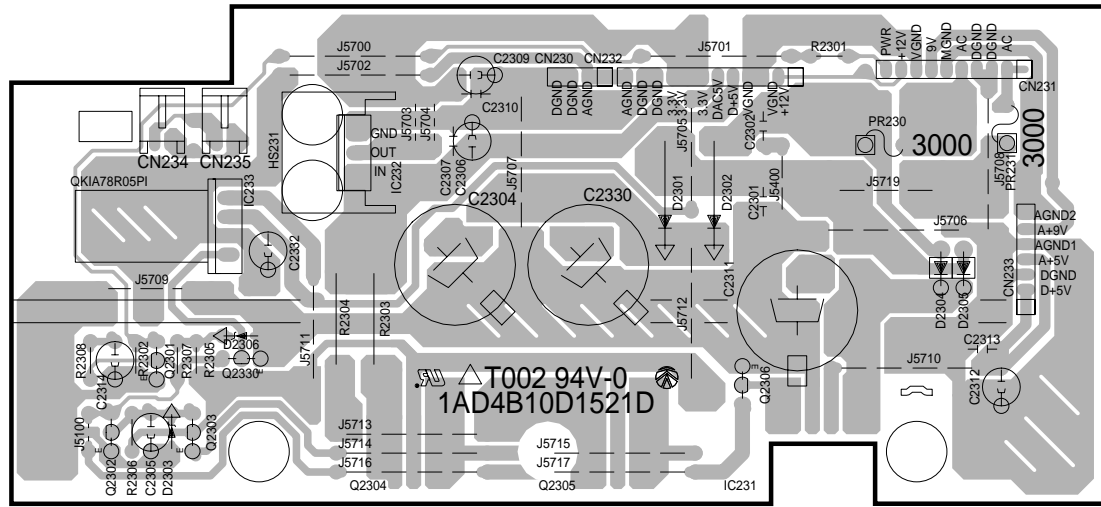 J5700
J5702
C2309
CN230
CN232
J5701
R2301
PWR
+12V
VGND
9V
MGND
AC
DGND
DGND
AC
CN231
DGND
DGND
AGND
AGND
DGND
DGND
3.3V
3.3V
3.3V
DAC5V
D+5V
VGND
VGND
+12V
C2310
J5703
J5704
J5705
C2302
PR230
3000
3000
J5708
PR231
CN234
CN235
HS231
GND
OUT
IN
IC232
C2307
C2306
J5707
QKIA78R05PI
IC233
C2304
C2330
D2301
D2302
C2301
J5400
J5719
J5706
AGND2
A+9V
AGND1
A+5V
DGND
D+5V
CN233
C2332
C2311
J5709
R2304
R2303
J5712
D2304
D2305
J5711
C2313
R2308
C2314
R2302
E
Q2301
R2307
R2305
D2306
Q2330
E
J5710
C2312
E
Q2306
T002 94V-0
1AD4B10D1521D
J5100
E
Q2302
R2306
C2305
D2303
E
Q2303
J5713
J5714
J5716
Q2304
J5715
J5717
Q2305
IC231